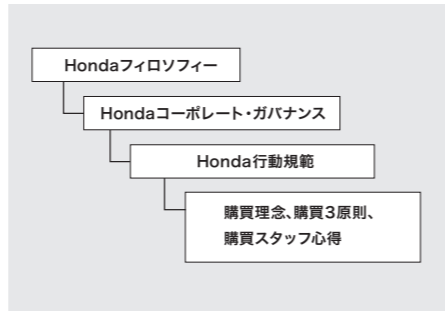 Hondaフィロソフィー
Hondaコーポレート・ガバナンス
Honda行動規範
購買理念、購買3原則、
購買スタッフ心得